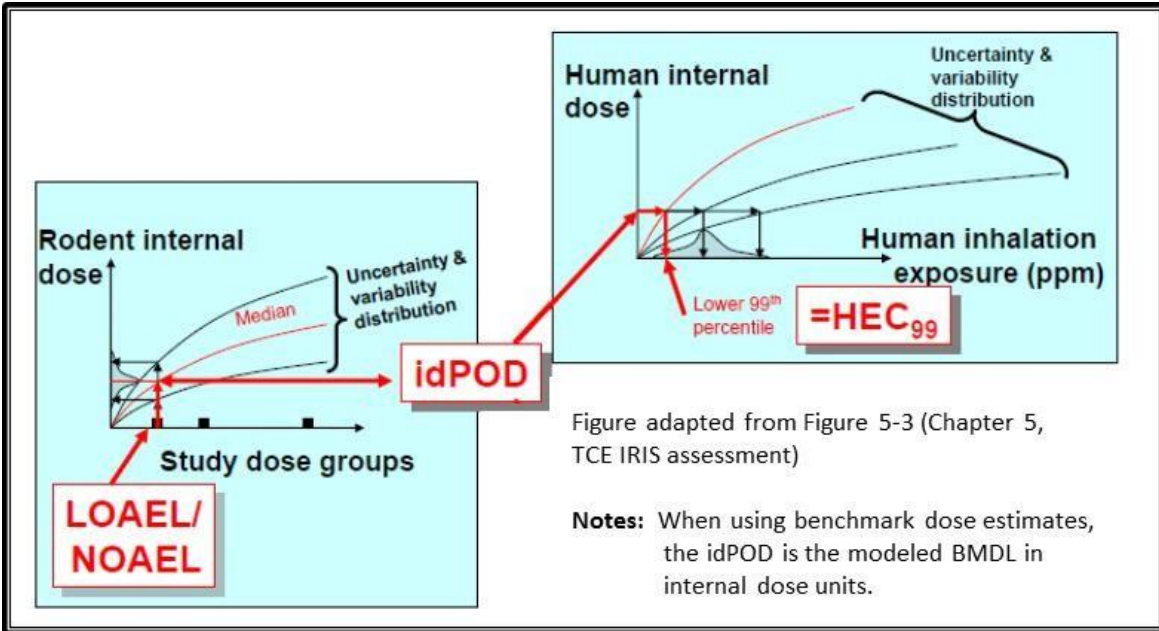 Rodent internal
dose
Uncertainty &
variability
distribution
Median
Study dose groups
LOAEL/
NOAEL
idPOD
Human internal
dose
Uncertainty &
variability
distribution
Human inhalation
exposure (ppm)
Lower 99th
percentile
=HEC99
Figure adapted from Figure 5-3 (Chapter 5,
TCE IRIS assessment)
Notes: When using benchmark dose estimates,
the idPOD is the modeled BMDL in
internal dose units.